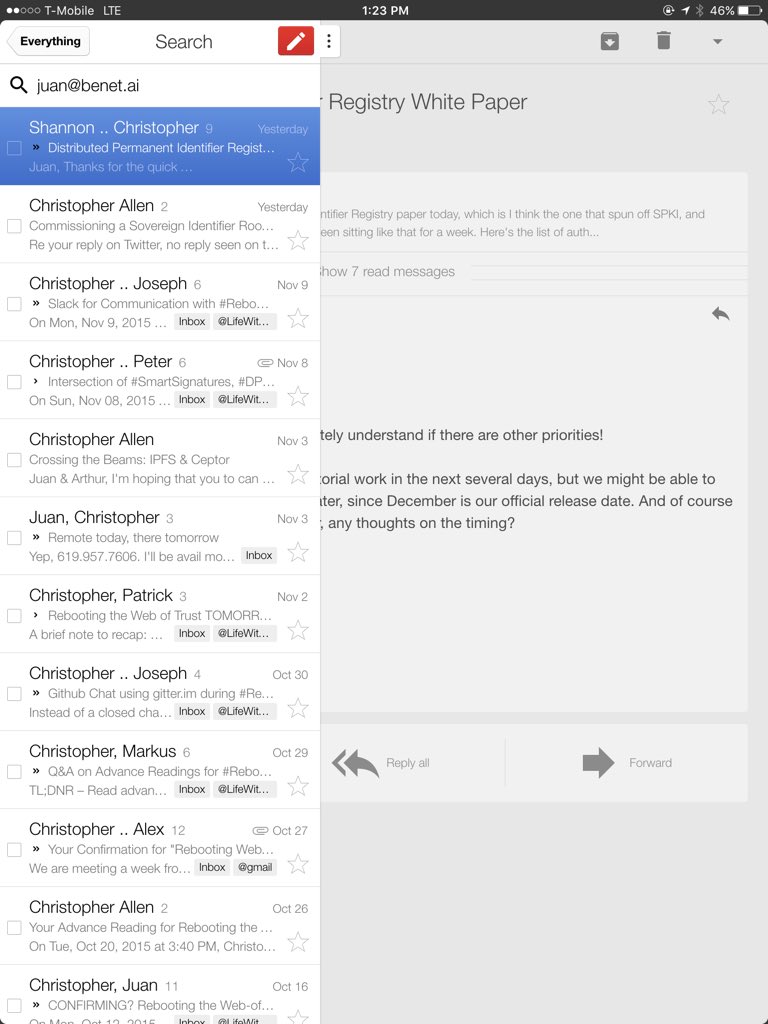 T-Mobile LTE
1:23 PM
46%
Everything
Search
juan@benet.ai
Shannon .. Christopher 9
Yesterday
» Distributed Permanent Identifier Regist…
Juan, Thanks for the quick …
Christopher Allen 2
Yesterday
Commissioning a Sovereign Identifier Roo…
Re your reply on Twitter, no reply seen on t…
Christopher .. Joseph 6
Nov 9
» Slack for Communication with #Rebo…
On Mon, Nov 9, 2015 … Inbox @LifeWit…
Christopher .. Peter 6
Nov 8
› Intersection of #SmartSignatures, #DP…
On Sun, Nov 08, 2015 … Inbox @LifeWit…
Christopher Allen
Nov 3
Crossing the Beams: IPFS & Ceptor
Juan & Arthur, I'm hoping that you to can …
Juan, Christopher 3
Nov 3
» Remote today, there tomorrow
Yep, 619.957.7606. I'll be avail mo… Inbox
Christopher, Patrick 3
Nov 2
› Rebooting the Web of Trust TOMORR…
A brief note to recap: … Inbox @LifeWit…
Christopher .. Joseph 4
Oct 30
» Github Chat using gitter.im during #Re…
Instead of a closed cha… Inbox @LifeWit…
Christopher, Markus 6
Oct 29
» Q&A on Advance Readings for #Rebo…
TL;DNR – Read advan… Inbox @LifeWit…
Christopher .. Alex 12
Oct 27
» Your Confirmation for "Rebooting Web…
We are meeting a week fro… Inbox @gmail
Christopher Allen 2
Oct 26
Your Advance Reading for Rebooting the …
On Tue, Oct 20, 2015 at 3:40 PM, Christo…
Christopher, Juan 11
Oct 16
» CONFIRMING? Rebooting the Web-of…
On Mon, Oct 12, 2015 … Inbox @LifeWit…
r Registry White Paper
ntifier Registry paper today, which is I think the one that spun off SPKI, and
een sitting like that for a week. Here's the list of auth...
Show 7 read messages
tely understand if there are other priorities!
torial work in the next several days, but we might be able to
ater, since December is our official release date. And of course
, any thoughts on the timing?
Reply all
Forward